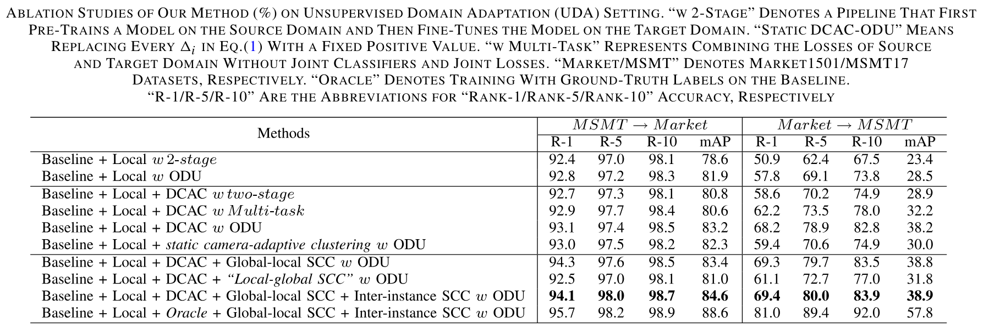 ABLATION STUDIES OF OUR METHOD (%) ON UNSUPERVISED DOMAIN ADAPTATION (UDA) SETTING. “W 2-STAGE” DENOTES A PIPELINE THAT FIRST
PRE-TRAINS A MODEL ON THE SOURCE DOMAIN AND THEN FINE-TUNES THE MODEL ON THE TARGET DOMAIN. “STATIC DCAC-ODU” MEANS
REPLACING EVERY Δi IN EQ.(1) WITH A FIXED POSITIVE VALUE. “W MULTI-TASK” REPRESENTS COMBINING THE LOSSES OF SOURCE
AND TARGET DOMAIN WITHOUT JOINT CLASSIFIERS AND JOINT LOSSES. “MARKET/MSMT” DENOTES MARKET1501/MSMT17
DATASETS, RESPECTIVELY. “ORACLE” DENOTES TRAINING WITH GROUND-TRUTH LABELS ON THE BASELINE.
“R-1/R-5/R-10” ARE THE ABBREVIATIONS FOR “RANK-1/RANK-5/RANK-10” ACCURACY, RESPECTIVELY
Methods MSMT → Market Market → MSMT
R-1 R-5 R-10 mAP R-1 R-5 R-10 mAP
Baseline + Local w 2-stage 92.4 97.0 98.1 78.6 50.9 62.4 67.5 23.4
Baseline + Local w ODU 92.8 97.2 98.3 81.9 57.8 69.1 73.8 28.5
Baseline + Local + DCAC w two-stage 92.7 97.3 98.1 80.8 58.6 70.2 74.9 28.9
Baseline + Local + DCAC w Multi-task 92.9 97.7 98.4 80.6 62.2 73.5 78.0 32.2
Baseline + Local + DCAC w ODU 93.1 97.4 98.5 83.2 68.2 78.9 82.8 38.2
Baseline + Local + static camera-adaptive clustering w ODU 93.0 97.5 98.2 82.3 59.4 70.6 74.9 30.0
Baseline + Local + DCAC + Global-local SCC w ODU 94.3 97.6 98.5 83.4 69.3 79.7 83.5 38.8
Baseline + Local + DCAC + “Local-global SCC” w ODU 92.5 97.0 98.1 81.0 61.1 72.7 77.0 31.8
Baseline + Local + DCAC + Global-local SCC + Inter-instance SCC w ODU 94.1 98.0 98.7 84.6 69.4 80.0 83.9 38.9
Baseline + Local + Oracle + Global-local SCC + Inter-instance SCC w ODU 95.7 98.2 98.9 88.6 81.0 89.4 92.0 57.8